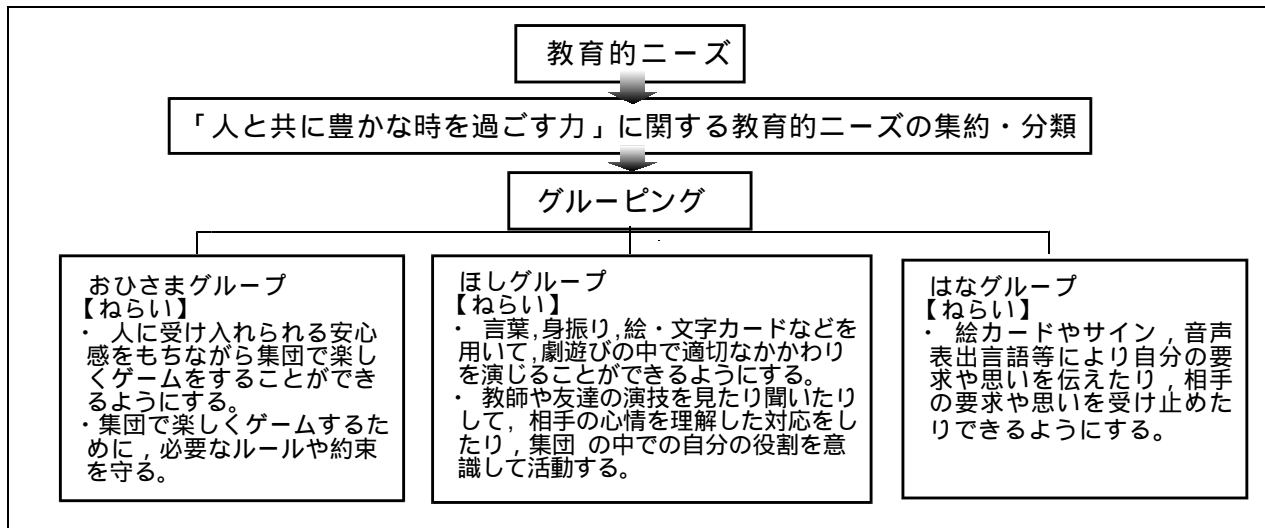 教育的ニーズ
「人と共に豊かな時を過ごす力」に関する教育的ニーズの集約・分類
グルーピング
おひさまグループ
【ねらい】
・ 人に受け入れられる安心
感をもちながら集団で楽し
くゲームをすることができ
るようにする。
・集団で楽しくゲームするた
めに，必要なルールや約束
を守る。
ほしグループ
【ねらい】
・ 言葉,身振り,絵・文字カードなどを
用いて,劇遊びの中で適切なかかわり
を演じることができるようにする。
・ 教師や友達の演技を見たり聞いたり
して，相手の心情を理解した対応をし
たり，集団 の中での自分の役割を意
識して活動する。
はなグループ
【ねらい】
・ 絵カードやサイン，音声
表出言語等により自分の要
求や思いを伝えたり，相手
の要求や思いを受け止めた
りできるようにする。